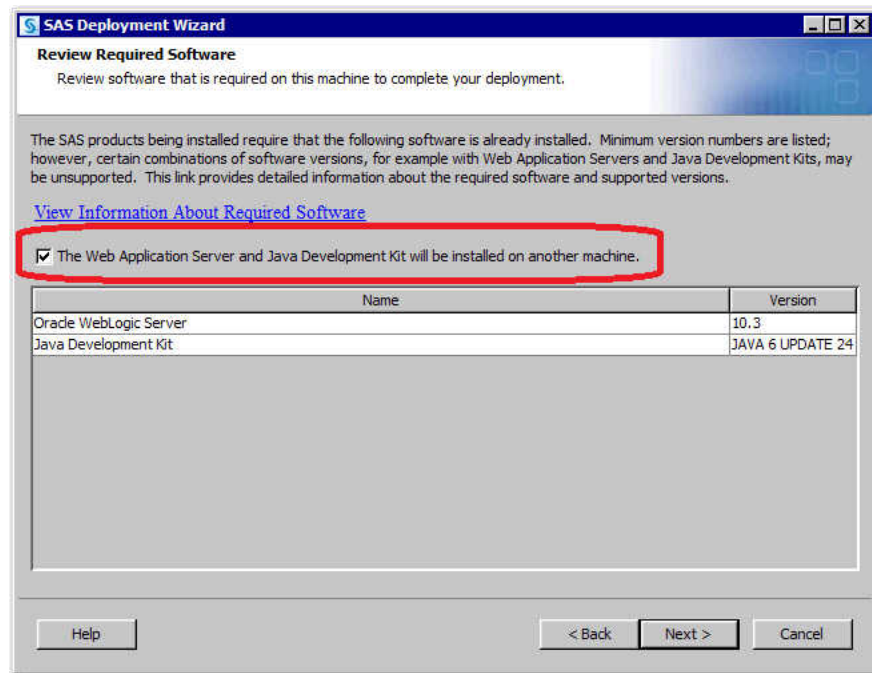 SAS Deployment Wizard
Review Required Software
Review software that is required on this machine to complete your deployment.
The SAS products being installed require that the following software is already installed. Minimum version numbers are listed;
however, certain combinations of software versions, for example with Web Application Servers and Java Development Kits, may
be unsupported. This link provides detailed information about the required software and supported versions.
View Information About Required Software
The Web Application Server and Java Development Kit will be installed on another machine.
Name Version
Oracle WebLogic Server 10.3
Java Development Kit JAVA 6 UPDATE 24
Help < Back Next > Cancel